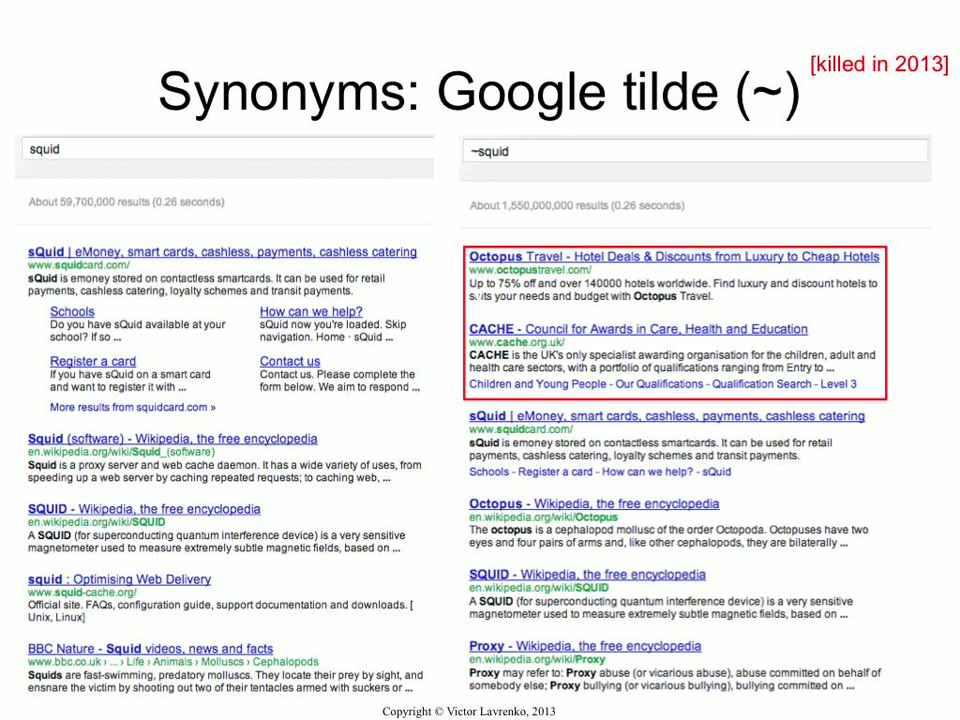 [killed in 2013]
Synonyms: Google tilde (~)
squid
About 59,700,000 results (0.26 seconds)
sQuid | eMoney, smart cards, cashless, payments, cashless catering
www.squidcard.com/
sQuid is emoney stored on contactless smartcards. It can be used for retail
payments, cashless catering, loyalty schemes and transit payments.
Schools
Do you have sQuid available at your
school? If so ...
How can we help?
sQuid now you're loaded. Skip
navigation. Home · sQuid ...
Register a card
If you have sQuid on a smart card
and want to register it with ...
Contact us
Contact us. Please complete the
form below. We aim to respond ...
More results from squidcard.com »
Squid (software) - Wikipedia, the free encyclopedia
en.wikipedia.org/wiki/Squid_(software)
Squid is a proxy server and web cache daemon. It has a wide variety of uses, from
speeding up a web server by caching repeated requests; to caching web, ...
SQUID - Wikipedia, the free encyclopedia
en.wikipedia.org/wiki/SQUID
A SQUID (for superconducting quantum interference device) is a very sensitive
magnetometer used to measure extremely subtle magnetic fields, based on ...
squid : Optimising Web Delivery
www.squid-cache.org/
Official site. FAQs, configuration guide, support documentation and downloads. [
Unix, Linux]
BBC Nature - Squid videos, news and facts
www.bbc.co.uk › ... › Life › Animals › Molluscs › Cephalopods
Squids are fast-swimming, predatory molluscs. They locate their prey by sight, and
ensnare the victim by shooting out two of their tentacles armed with suckers or ...
~squid
About 1,550,000,000 results (0.26 seconds)
Octopus Travel - Hotel Deals & Discounts from Luxury to Cheap Hotels
www.octopustravel.com/
Up to 75% off and over 140000 hotels worldwide. Find luxury and discount hotels to
suits your needs and budget with Octopus Travel.
CACHE - Council for Awards in Care, Health and Education
www.cache.org.uk/
CACHE is the UK's only specialist awarding organisation for the children, adult and
health care sectors, with a portfolio of qualifications ranging from Entry to ...
Children and Young People - Our Qualifications - Qualification Search - Level 3
sQuid | eMoney, smart cards, cashless, payments, cashless catering
www.squidcard.com/
sQuid is emoney stored on contactless smartcards. It can be used for retail
payments, cashless catering, loyalty schemes and transit payments.
Schools - Register a card - How can we help? - sQuid
Octopus - Wikipedia, the free encyclopedia
en.wikipedia.org/wiki/Octopus
The octopus is a cephalopod mollusc of the order Octopoda. Octopuses have two
eyes and four pairs of arms and, like other cephalopods, they are bilaterally ...
SQUID - Wikipedia, the free encyclopedia
en.wikipedia.org/wiki/SQUID
A SQUID (for superconducting quantum interference device) is a very sensitive
magnetometer used to measure extremely subtle magnetic fields, based on ...
Proxy - Wikipedia, the free encyclopedia
en.wikipedia.org/wiki/Proxy
Proxy may refer to: Proxy abuse (or vicarious abuse), abuse committed on behalf of
somebody else; Proxy bullying (or vicarious bullying), bullying committed on ...
Copyright © Victor Lavrenko, 2013